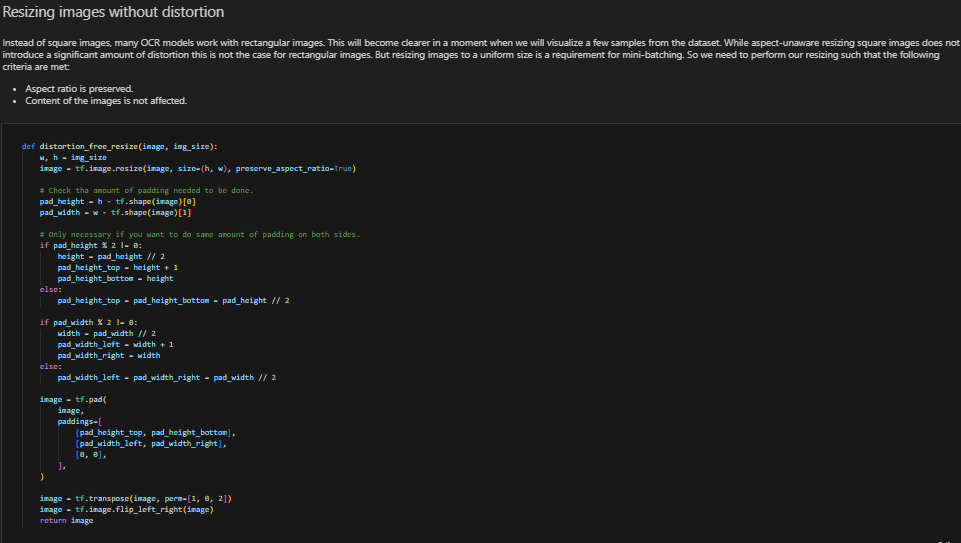 Resizing images without distortion
Instead of square images, many OCR models work with rectangular images. This will become clearer in a moment when we will visualize a few samples from the dataset. While aspect-unaware resizing square images does not
introduce a significant amount of distortion this is not the case for rectangular images. But resizing images to a uniform size is a requirement for mini-batching. So we need to perform our resizing such that the following
criteria are met:
• Aspect ratio is preserved.
• Content of the images is not affected.
def distortion_free_resize(image, img_size):
    w, h = img_size
    image = tf.image.resize(image, size=(h, w), preserve_aspect_ratio=True)
    # Check tha amount of padding needed to be done.
    pad_height = h - tf.shape(image)[0]
    pad_width = w - tf.shape(image)[1]
    # Only necessary if you want to do same amount of padding on both sides.
    if pad_height % 2 != 0:
        height = pad_height // 2
        pad_height_top = height + 1
        pad_height_bottom = height
    else:
        pad_height_top = pad_height_bottom = pad_height // 2
    if pad_width % 2 != 0:
        width = pad_width // 2
        pad_width_left = width + 1
        pad_width_right = width
    else:
        pad_width_left = pad_width_right = pad_width // 2
    image = tf.pad(
        image,
        paddings=[
            [pad_height_top, pad_height_bottom],
            [pad_width_left, pad_width_right],
            [0, 0],
        ],
    )
    image = tf.transpose(image, perm=[1, 0, 2])
    image = tf.image.flip_left_right(image)
    return image